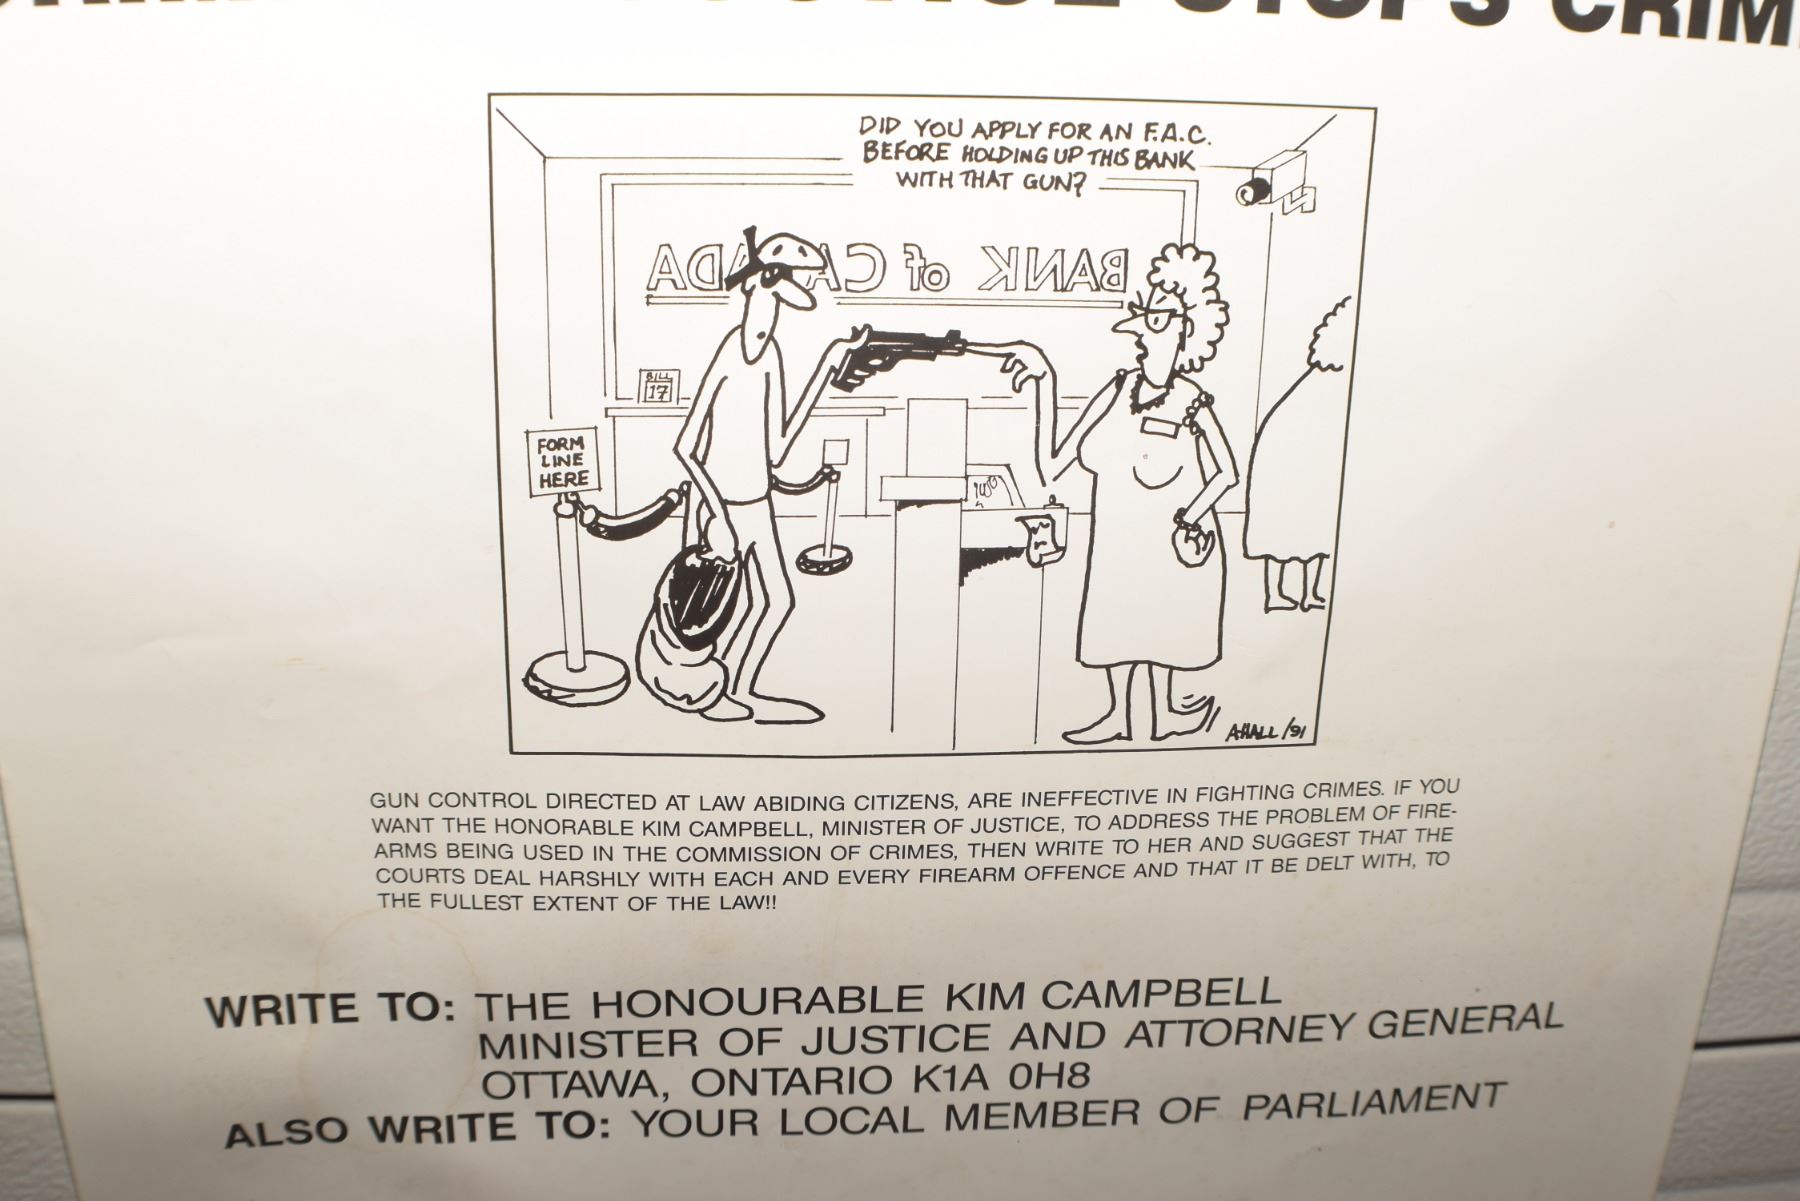 STOPS CRIM
DID YOU APPLY FOR AN F.A.C.
BEFORE HOLDING UP THIS BANK
WITH THAT GUN?
BANK of CANADA
BILL
17
FORM
LINE
HERE
A.HALL /91
GUN CONTROL DIRECTED AT LAW ABIDING CITIZENS, ARE INEFFECTIVE IN FIGHTING CRIMES. IF YOU
WANT THE HONORABLE KIM CAMPBELL, MINISTER OF JUSTICE, TO ADDRESS THE PROBLEM OF FIRE-
ARMS BEING USED IN THE COMMISSION OF CRIMES, THEN WRITE TO HER AND SUGGEST THAT THE
COURTS DEAL HARSHLY WITH EACH AND EVERY FIREARM OFFENCE AND THAT IT BE DELT WITH, TO
THE FULLEST EXTENT OF THE LAW!!
WRITE TO: THE HONOURABLE KIM CAMPBELL
MINISTER OF JUSTICE AND ATTORNEY GENERAL
OTTAWA, ONTARIO K1A 0H8
ALSO WRITE TO: YOUR LOCAL MEMBER OF PARLIAMENT